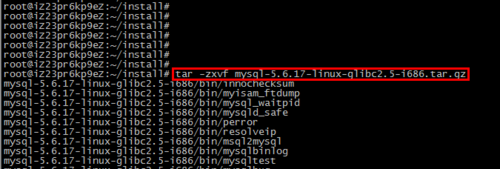 root@iZ23pr6kp9eZ:~/install#
root@iZ23pr6kp9eZ:~/install#
root@iZ23pr6kp9eZ:~/install#
root@iZ23pr6kp9eZ:~/install#
root@iZ23pr6kp9eZ:~/install#
root@iZ23pr6kp9eZ:~/install#
root@iZ23pr6kp9eZ:~/install# tar -zxvf mysql-5.6.17-linux-glibc2.5-i686.tar.gz
mysql-5.6.17-linux-glibc2.5-i686/bin/innochecksum
mysql-5.6.17-linux-glibc2.5-i686/bin/myisam_ftdump
mysql-5.6.17-linux-glibc2.5-i686/bin/mysql_waitpid
mysql-5.6.17-linux-glibc2.5-i686/bin/mysqld_safe
mysql-5.6.17-linux-glibc2.5-i686/bin/perror
mysql-5.6.17-linux-glibc2.5-i686/bin/resolveip
mysql-5.6.17-linux-glibc2.5-i686/bin/msql2mysql
mysql-5.6.17-linux-glibc2.5-i686/bin/mysqlbinlog
mysql-5.6.17-linux-glibc2.5-i686/bin/mysqltest